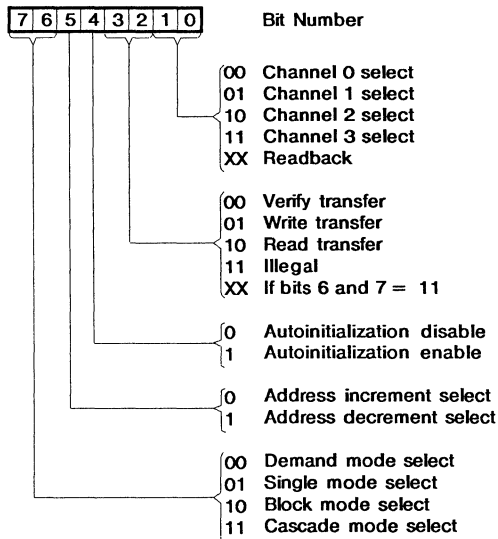 7 6 5 4 3 2 1 0 Bit Number
00 Channel 0 select
01 Channel 1 select
10 Channel 2 select
11 Channel 3 select
XX Readback
00 Verify transfer
01 Write transfer
10 Read transfer
11 Illegal
XX If bits 6 and 7 = 11
0 Autoinitialization disable
1 Autoinitialization enable
0 Address increment select
1 Address decrement select
00 Demand mode select
01 Single mode select
10 Block mode select
11 Cascade mode select